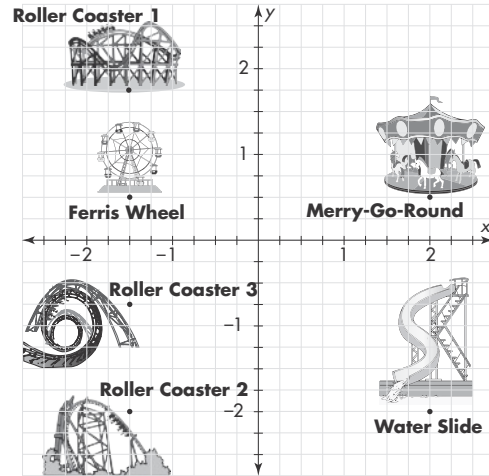 Roller Coaster 1
y
2
1
Ferris Wheel
Merry-Go-Round
x
−2
−1
1
2
Roller Coaster 3
−1
Roller Coaster 2
−2
Water Slide